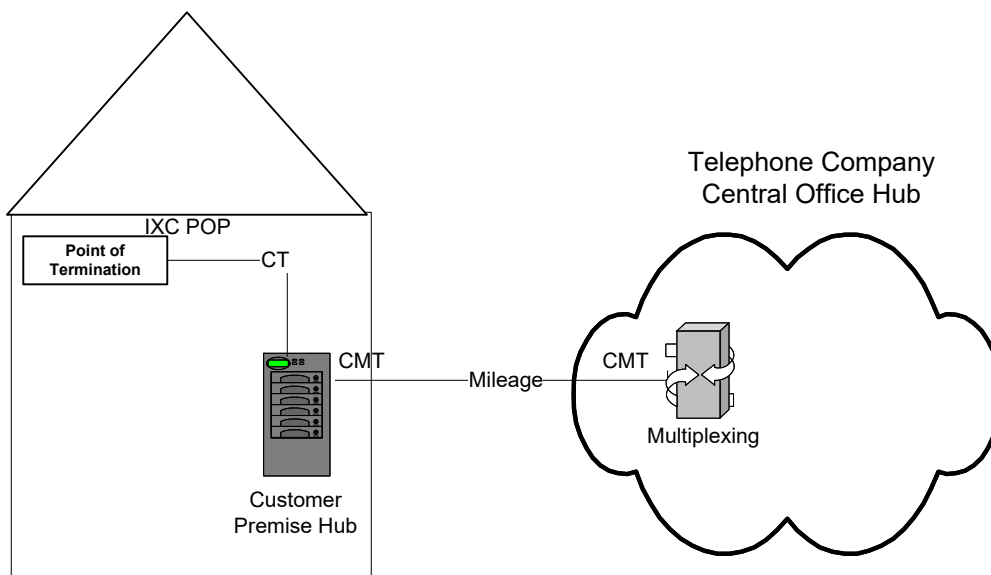 Telephone Company
Central Office Hub
IXC POP
Point of
Termination
CT
CMT
Mileage
CMT
Multiplexing
Customer
Premise Hub